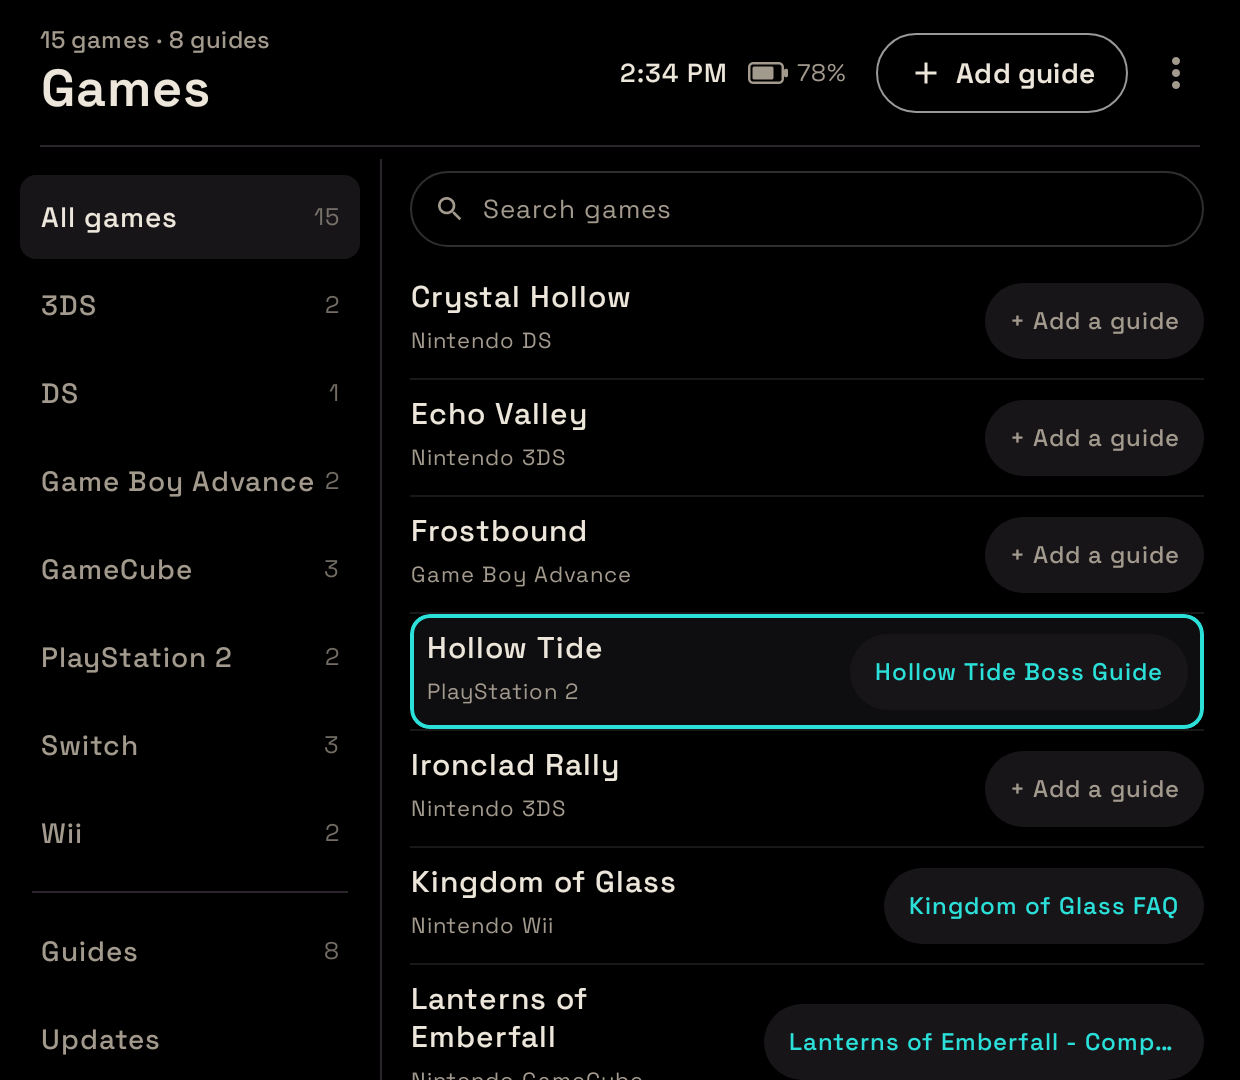 15 games · 8 guides
Games
2:34 PM 78% + Add guide
All games 15
3DS 2
DS 1
Game Boy Advance 2
GameCube 3
PlayStation 2 2
Switch 3
Wii 2
Guides 8
Updates
Search games
Crystal Hollow
Nintendo DS
+ Add a guide
Echo Valley
Nintendo 3DS
+ Add a guide
Frostbound
Game Boy Advance
+ Add a guide
Hollow Tide
PlayStation 2
Hollow Tide Boss Guide
Ironclad Rally
Nintendo 3DS
+ Add a guide
Kingdom of Glass
Nintendo Wii
Kingdom of Glass FAQ
Lanterns of
Emberfall
Nintendo GameCube
Lanterns of Emberfall - Comp…